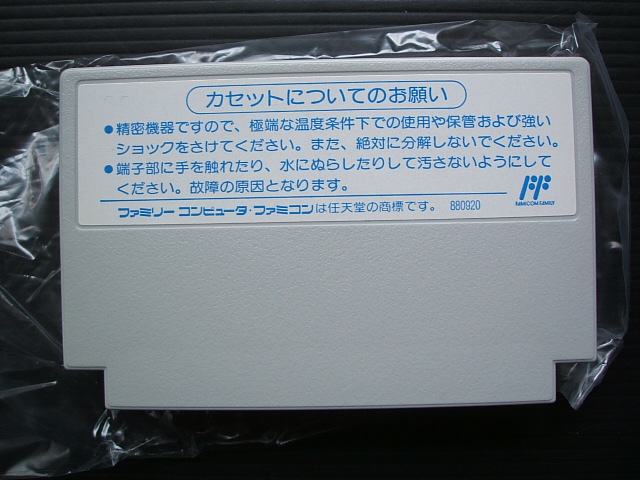 カセットについてのお願い
●精密機器ですので、極端な温度条件下での使用や保管および強い
ショックをさけてください。また、絶対に分解しないでください。
●端子部に手を触れたり、水にぬらしたりして汚さないようにして
ください。故障の原因となります。
FAMICOM FAMILY
ファミリー コンピュータ・ファミコンは任天堂の商標です。 880920